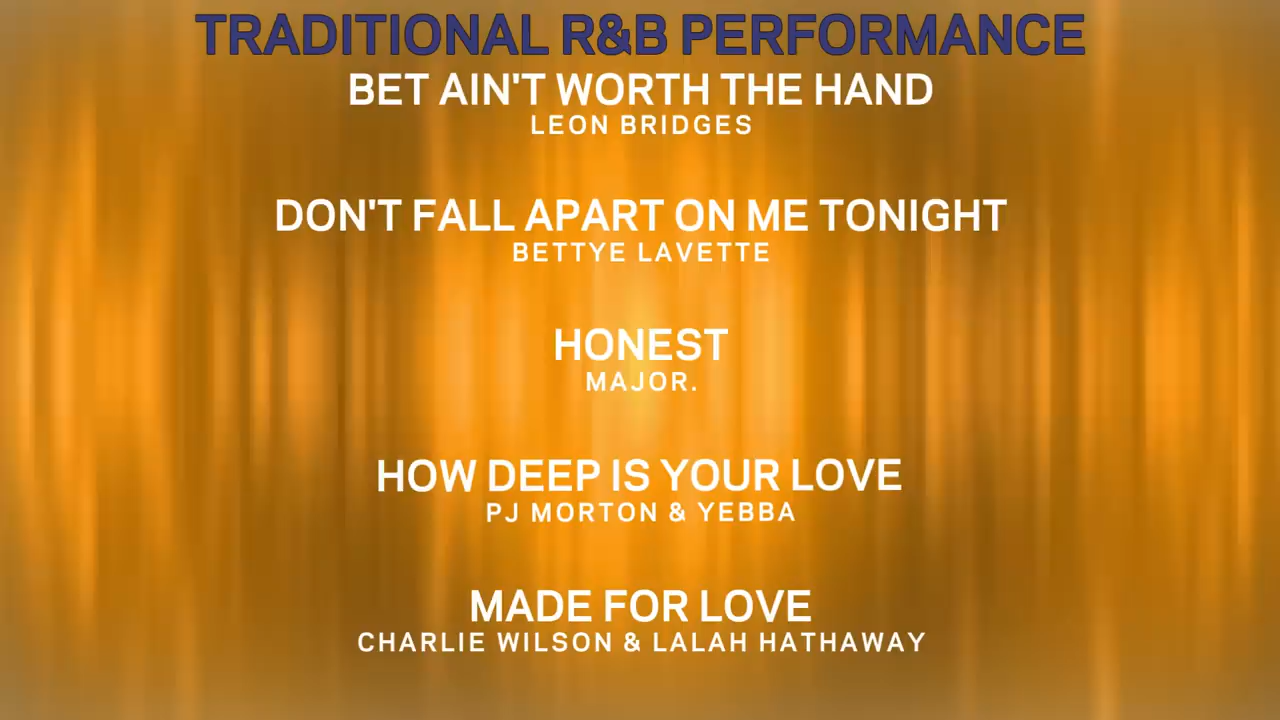 TRADITIONAL R&B PERFORMANCE
BET AIN'T WORTH THE HAND
LEON BRIDGES
DON'T FALL APART ON ME TONIGHT
BETTYE LAVETTE
HONEST
MAJOR.
HOW DEEP IS YOUR LOVE
PJ MORTON & YEBBA
MADE FOR LOVE
CHARLIE WILSON & LALAH HATHAWAY